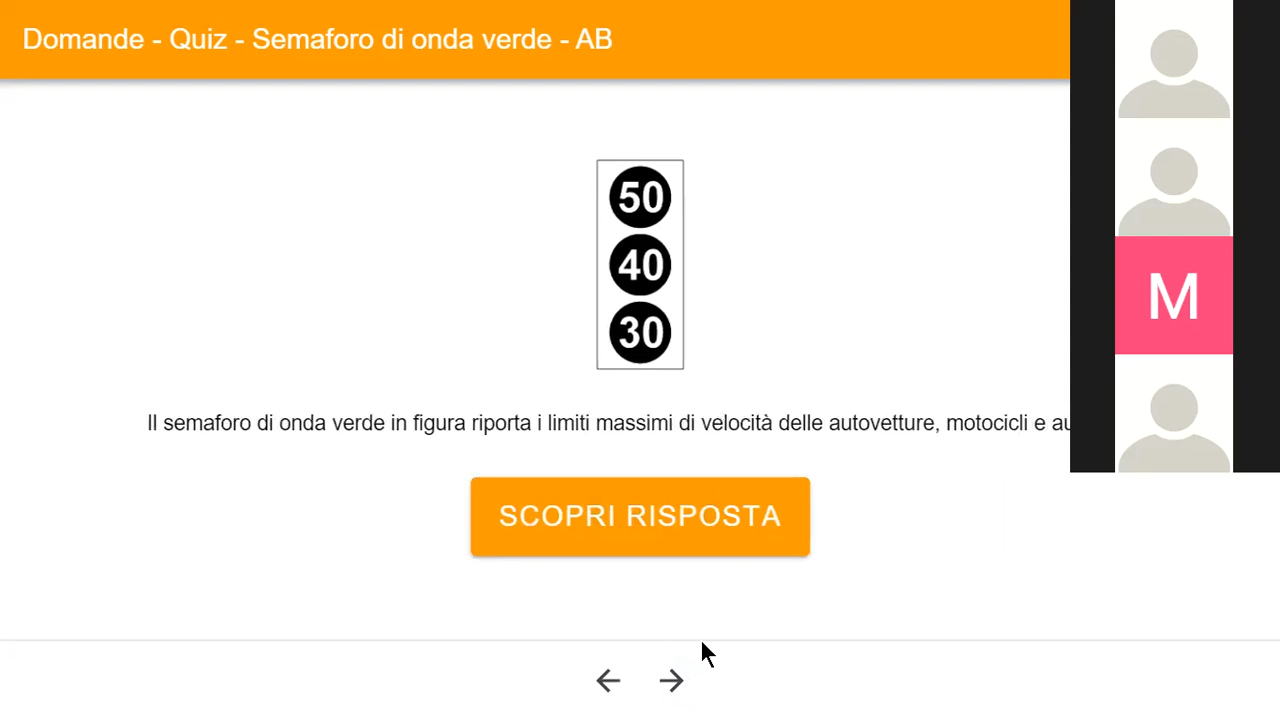 Domande - Quiz - Semaforo di onda verde - AB
50
40
30
M
Il semaforo di onda verde in figura riporta i limiti massimi di velocità delle autovetture, motocicli e
SCOPRI RISPOSTA